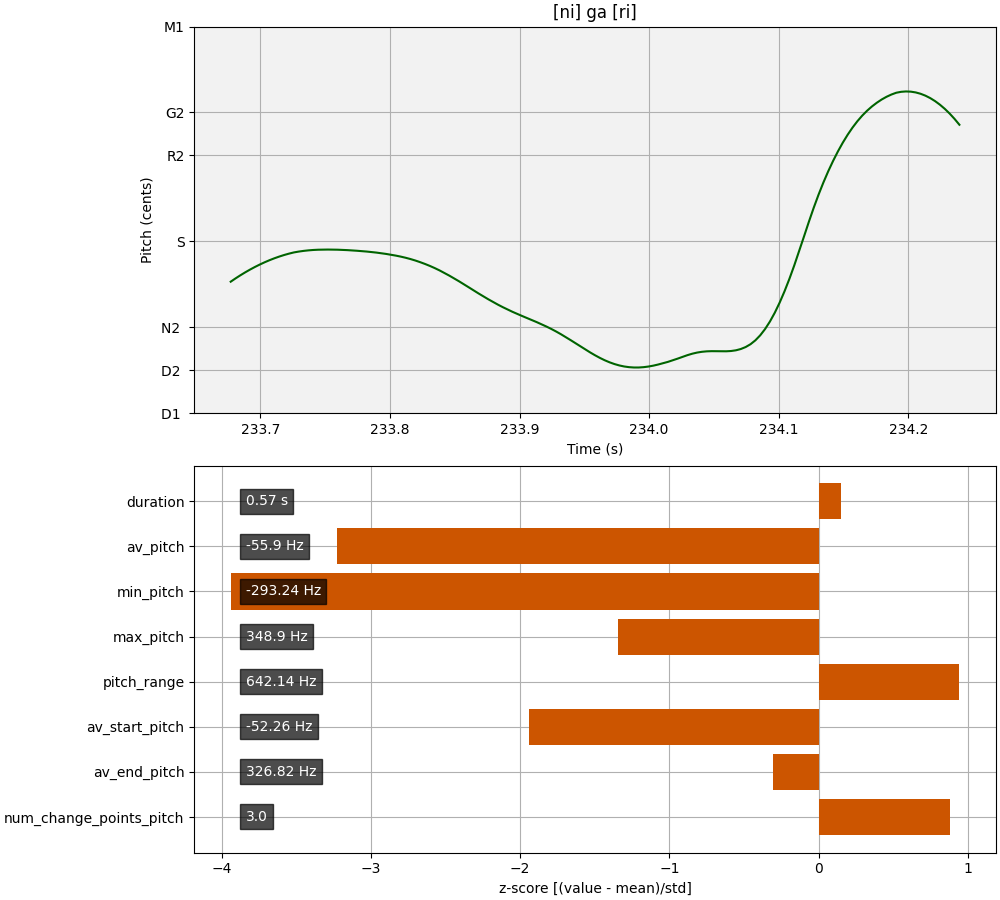 [ni] ga [ri]
M1
G2
R2
S
N2
D2
D1
Pitch (cents)
233.7 233.8 233.9 234.0 234.1 234.2
Time (s)
duration 0.57 s
av_pitch -55.9 Hz
min_pitch -293.24 Hz
max_pitch 348.9 Hz
pitch_range 642.14 Hz
av_start_pitch -52.26 Hz
av_end_pitch 326.82 Hz
num_change_points_pitch 3.0
−4 −3 −2 −1 0 1
z-score [(value - mean)/std]